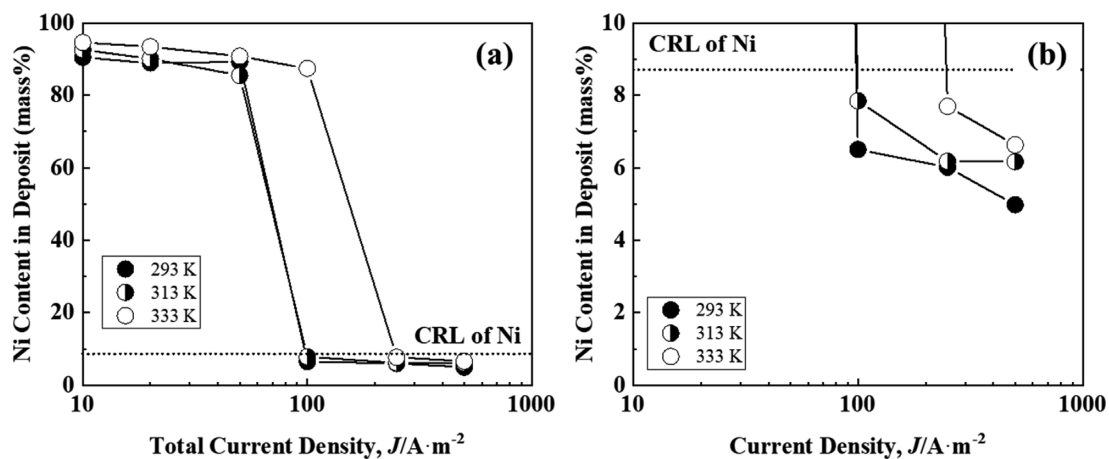 100
80
60
40
20
0
Ni Content in Deposit (mass%)
(a)
293 K
313 K
333 K
CRL of Ni
10
100
1000
Total Current Density, J/A·m⁻²
10
8
6
4
2
0
Ni Content in Deposit (mass%)
CRL of Ni
(b)
293 K
313 K
333 K
10
100
1000
Current Density, J/A·m⁻²